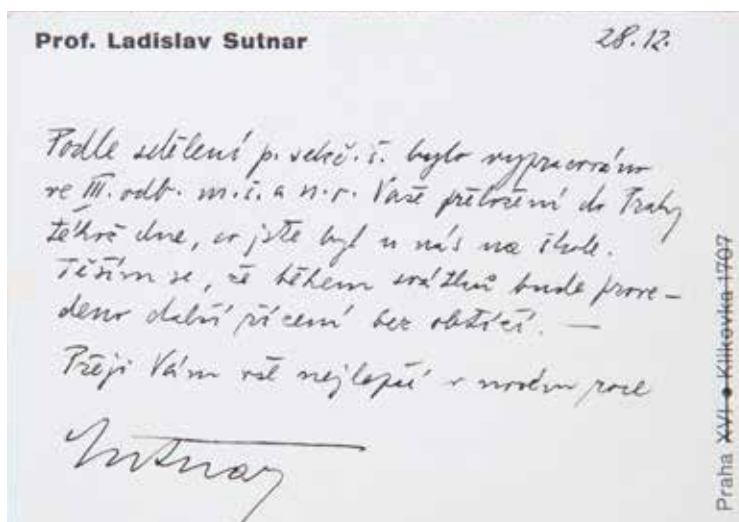 Prof. Ladislav Sutnar
28.12.
Podle sdělení p. sekč. š. bylo vypracováno
ve III. odb. m.š. a n.o. Vaše přeložení do Prahy
téhož dne, co jste byl u nás na škole.
Těším se, že během svátků bude prove-
deno další řízení bez obtíží. —
Přeji Vám vše nejlepší v novém roce
Sutnar
Praha XVI • Klikovka 1707